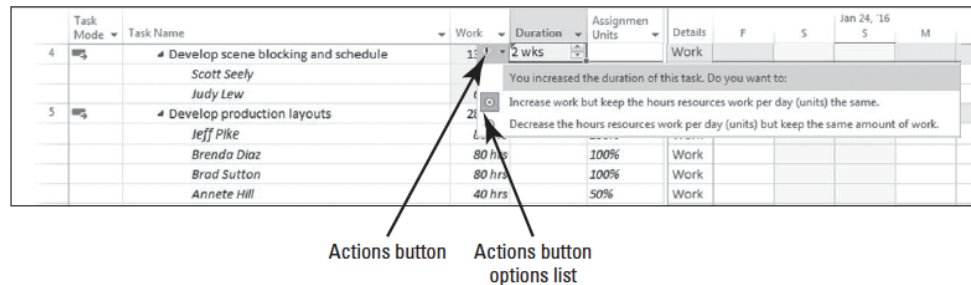 Task Mode Task Name Work Duration Assignmen Units Details Jan 24, '16
F S S M
4 Develop scene blocking and schedule 13 2 wks Work
Scott Seely
You increased the duration of this task. Do you want to:
Judy Lew
Increase work but keep the hours resources work per day (units) the same.
5 Develop production layouts 28
Decrease the hours resources work per day (units) but keep the same amount of work.
Jeff Pike
Brenda Diaz 80 hrs 100% Work
Brad Sutton 80 hrs 100% Work
Annete Hill 40 hrs 50% Work
Actions button
Actions button
options list